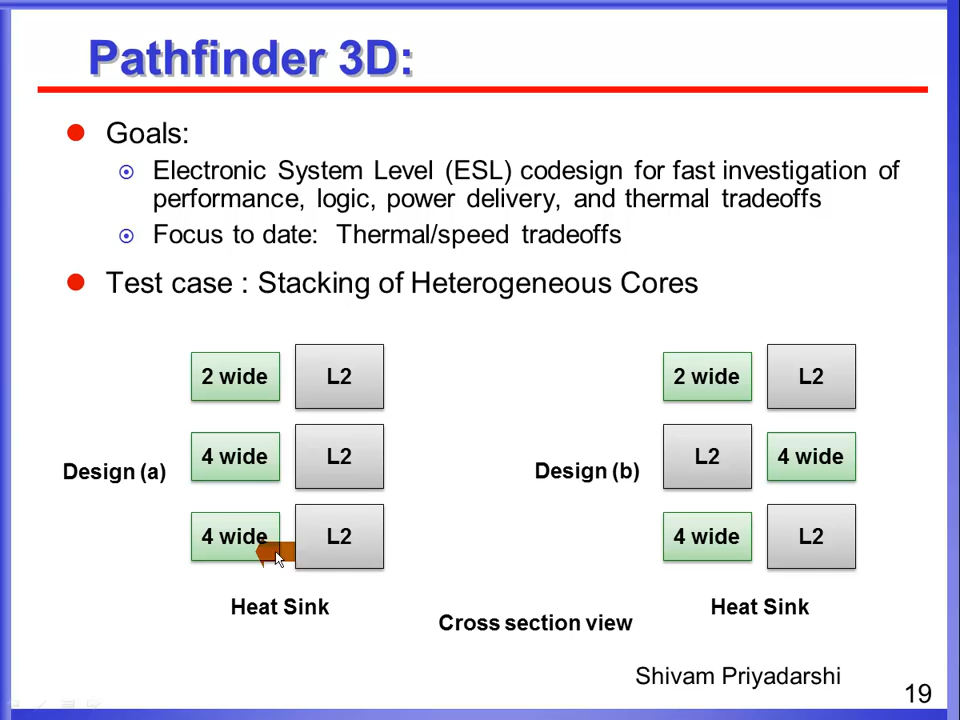 Pathfinder 3D:
Goals:
Electronic System Level (ESL) codesign for fast investigation of
performance, logic, power delivery, and thermal tradeoffs
Focus to date: Thermal/speed tradeoffs
Test case : Stacking of Heterogeneous Cores
2 wide L2
4 wide L2
Design (a)
4 wide L2
Heat Sink
2 wide L2
L2 4 wide
Design (b)
4 wide L2
Heat Sink
Cross section view
Shivam Priyadarshi
19